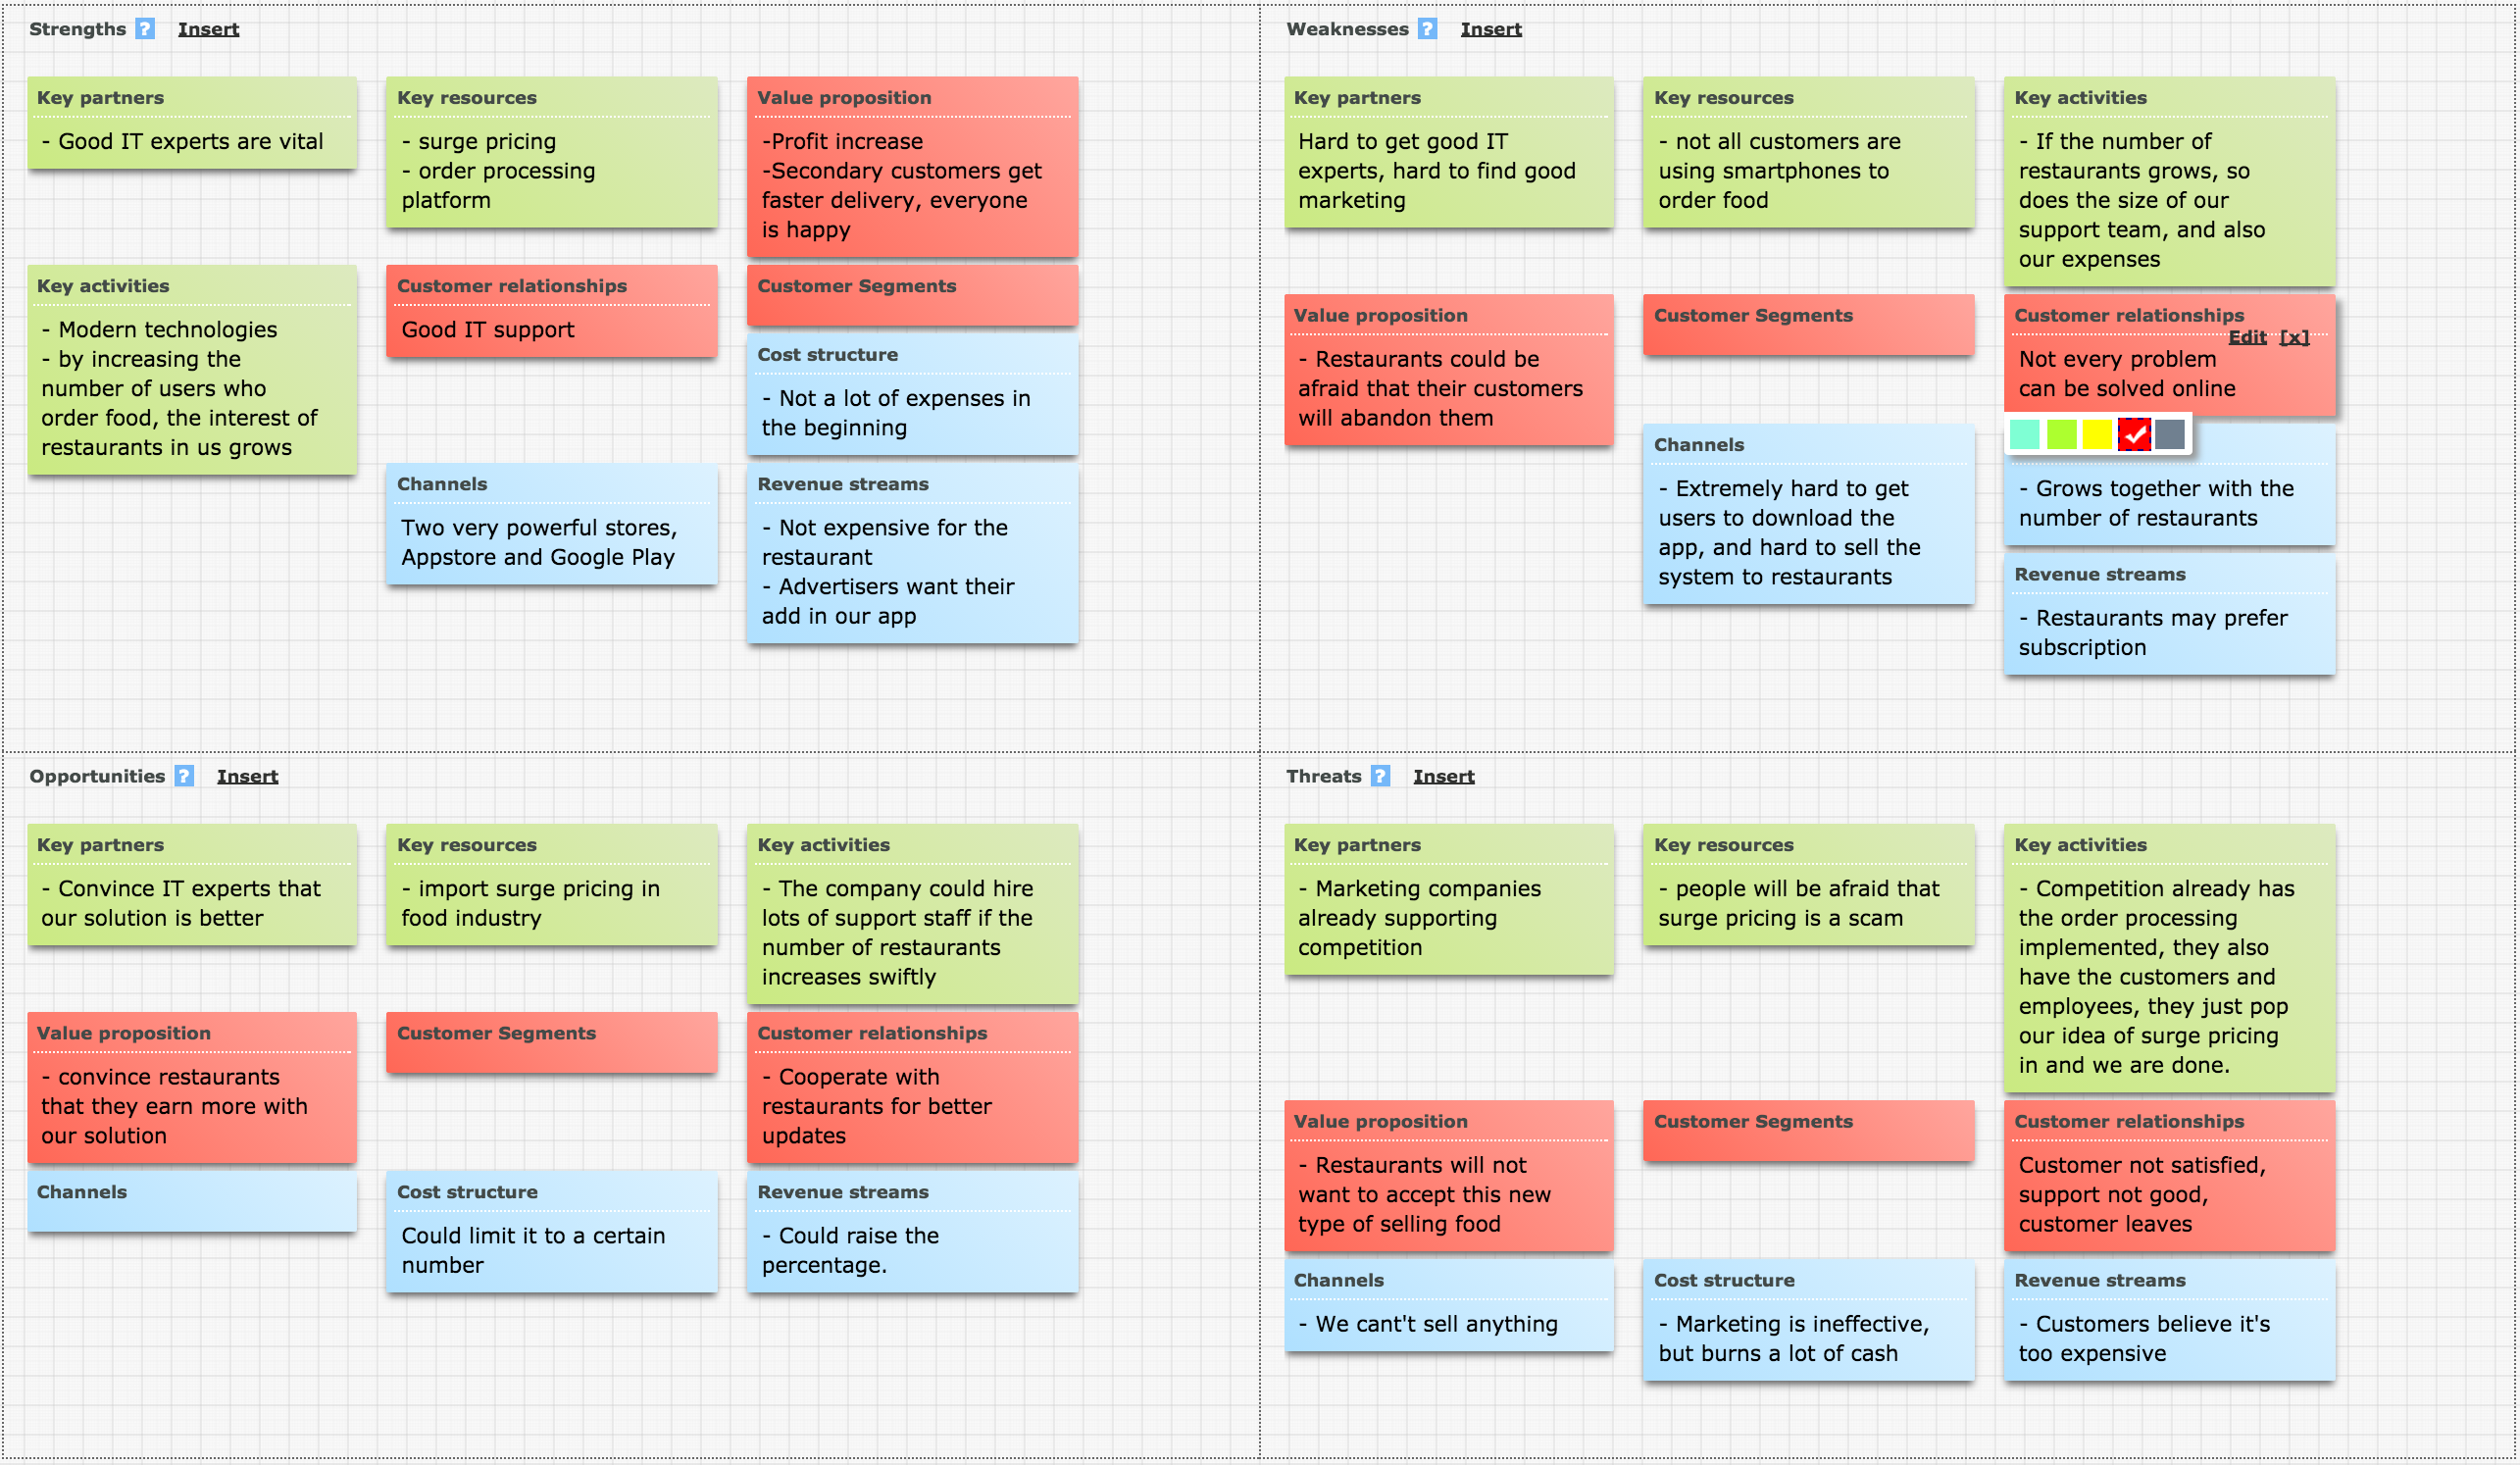 Strengths ? Insert
Key partners
- Good IT experts are vital
Key resources
- surge pricing
- order processing
platform
Value proposition
-Profit increase
-Secondary customers get
faster delivery, everyone
is happy
Key activities
- Modern technologies
- by increasing the
number of users who
order food, the interest of
restaurants in us grows
Customer relationships
Good IT support
Customer Segments
Cost structure
- Not a lot of expenses in
the beginning
Channels
Two very powerful stores,
Appstore and Google Play
Revenue streams
- Not expensive for the
restaurant
- Advertisers want their
add in our app
Weaknesses ? Insert
Key partners
Hard to get good IT
experts, hard to find good
marketing
Key resources
- not all customers are
using smartphones to
order food
Key activities
- If the number of
restaurants grows, so
does the size of our
support team, and also
our expenses
Value proposition
- Restaurants could be
afraid that their customers
will abandon them
Customer Segments
Customer relationships
Edit [x]
Not every problem
can be solved online
Channels
- Extremely hard to get
users to download the
app, and hard to sell the
system to restaurants
- Grows together with the
number of restaurants
Revenue streams
- Restaurants may prefer
subscription
Opportunities ? Insert
Key partners
- Convince IT experts that
our solution is better
Key resources
- import surge pricing in
food industry
Key activities
- The company could hire
lots of support staff if the
number of restaurants
increases swiftly
Value proposition
- convince restaurants
that they earn more with
our solution
Customer Segments
Customer relationships
- Cooperate with
restaurants for better
updates
Channels
Cost structure
Could limit it to a certain
number
Revenue streams
- Could raise the
percentage.
Threats ? Insert
Key partners
- Marketing companies
already supporting
competition
Key resources
- people will be afraid that
surge pricing is a scam
Key activities
- Competition already has
the order processing
implemented, they also
have the customers and
employees, they just pop
our idea of surge pricing
in and we are done.
Value proposition
- Restaurants will not
want to accept this new
type of selling food
Customer Segments
Customer relationships
Customer not satisfied,
support not good,
customer leaves
Channels
- We cant't sell anything
Cost structure
- Marketing is ineffective,
but burns a lot of cash
Revenue streams
- Customers believe it's
too expensive